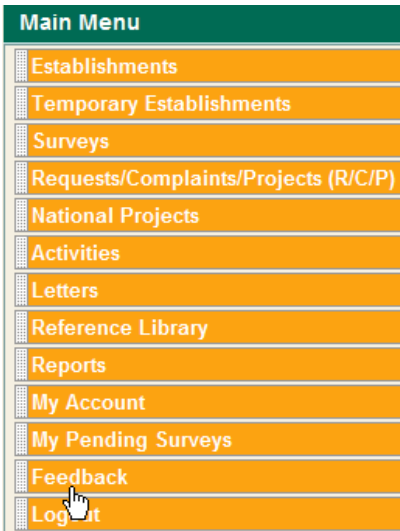 Main Menu
Establishments
Temporary Establishments
Surveys
Requests/Complaints/Projects (R/C/P)
National Projects
Activities
Letters
Reference Library
Reports
My Account
My Pending Surveys
Feedback
Logout